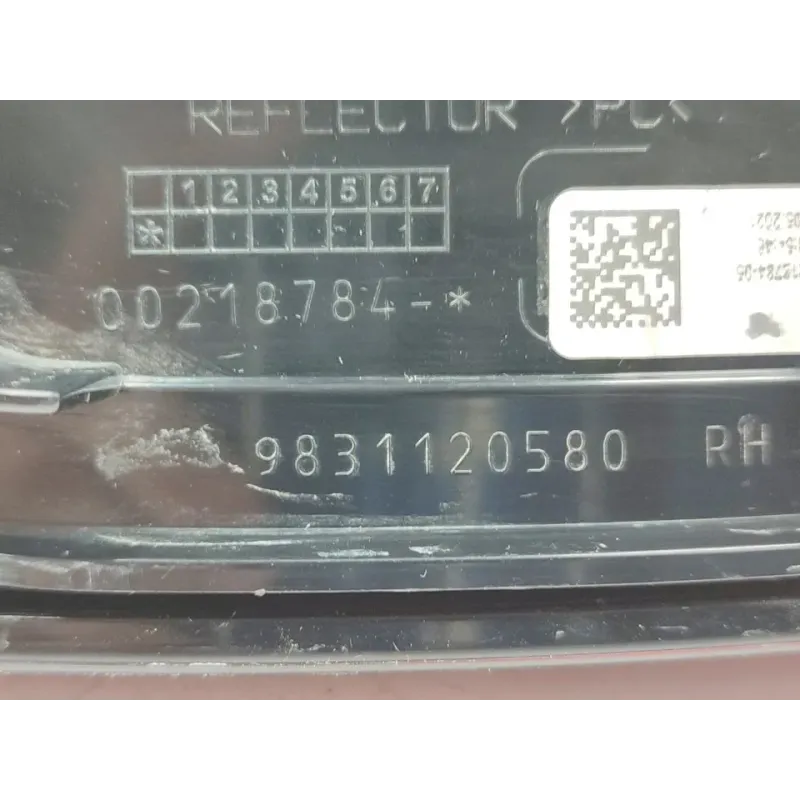 REFLECTOR >PC<
1 2 3 4 5 6 7
*
00218784-*
9831120580 RH